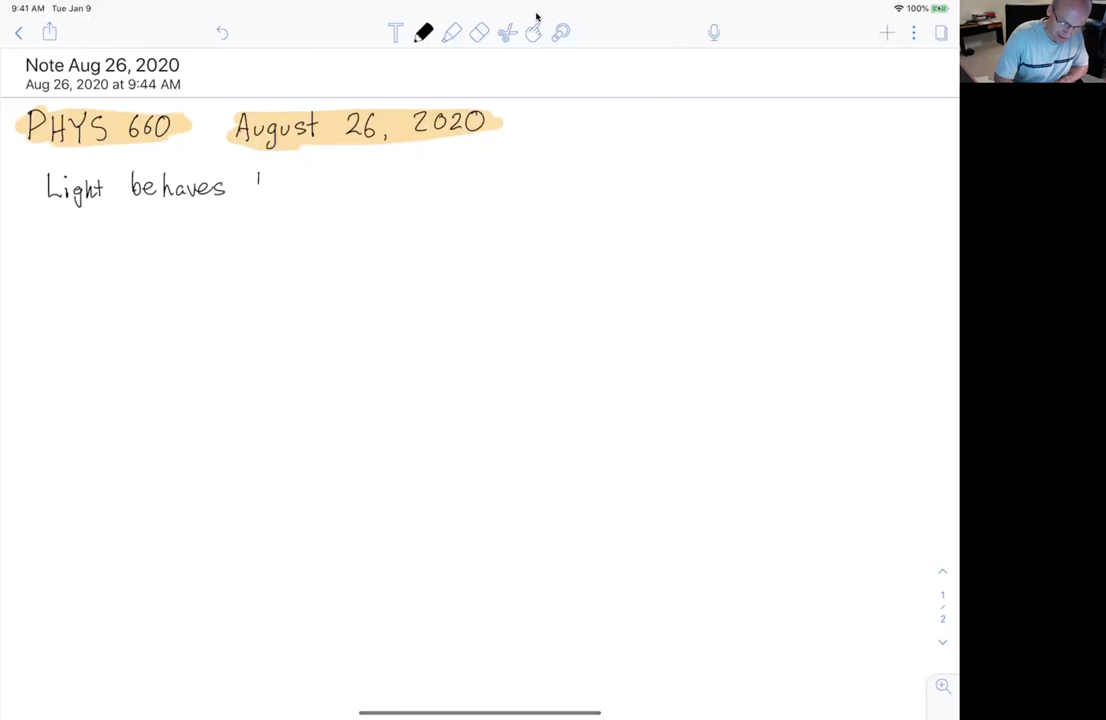 9:41 AM Tue Jan 9
100%
Note Aug 26, 2020
Aug 26, 2020 at 9:44 AM
PHYS 660 August 26, 2020
Light behaves
1
2